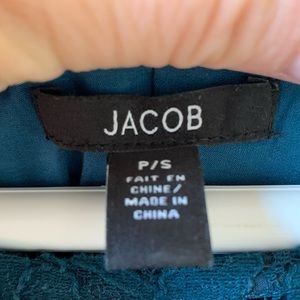 JACOB
P/S
FAIT EN
CHINE/
MADE IN
CHINA